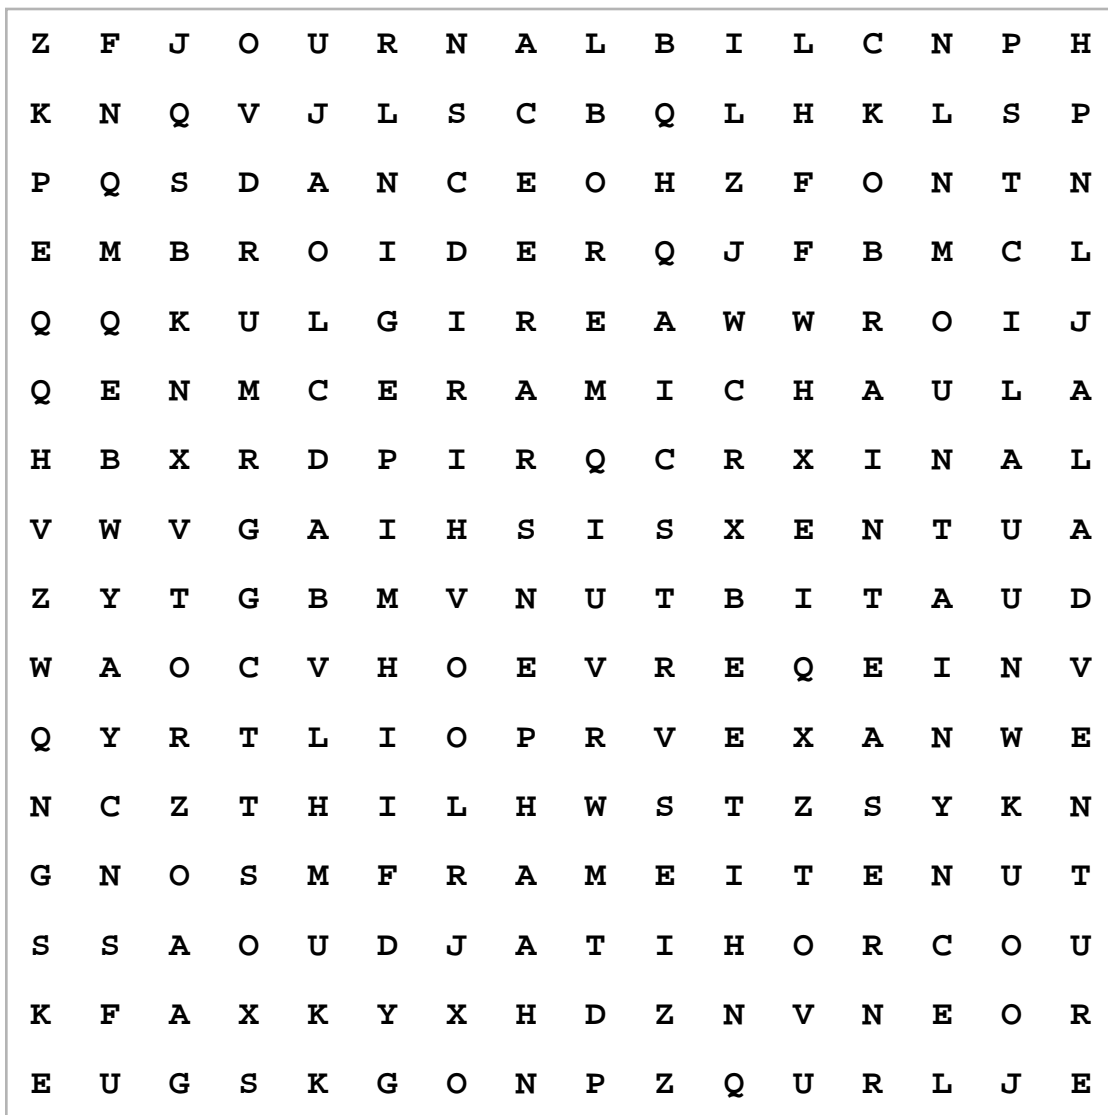 Z F J O U R N A L B I L C N P H
K N Q V J L S C B Q L H K L S P
P Q S D A N C E O H Z F O N T N
E M B R O I D E R Q J F B M C L
Q Q K U L G I R E A W W R O I J
Q E N M C E R A M I C H A U L A
H B X R D P I R Q C R X I N A L
V W V G A I H S I S X E N T U A
Z Y T G B M V N U T B I T A U D
W A O C V H O E V R E Q E I N V
Q Y R T L I O P R V E X A N W E
N C Z T H I L H W S T Z S Y K N
G N O S M F R A M E I T E N U T
S S A O U D J A T I H O R C O U
K F A X K Y X H D Z N V N E O R
E U G S K G O N P Z Q U R L J E